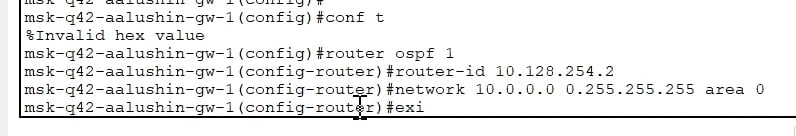 msk-q42-aalushin-gw-1(config)#
msk-q42-aalushin-gw-1(config)#conf t
%Invalid hex value
msk-q42-aalushin-gw-1(config)#router ospf 1
msk-q42-aalushin-gw-1(config-router)#router-id 10.128.254.2
msk-q42-aalushin-gw-1(config-router)#network 10.0.0.0 0.255.255.255 area 0
msk-q42-aalushin-gw-1(config-router)#exi